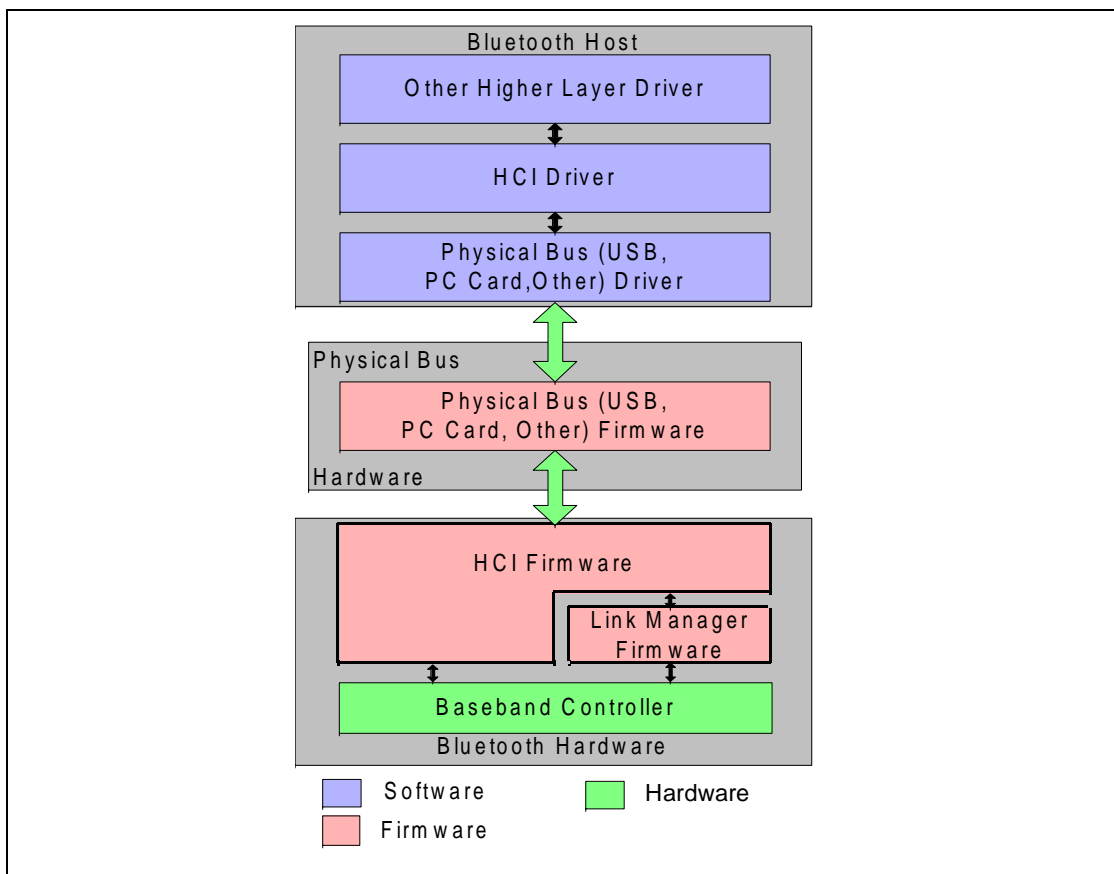 Bluetooth Host
Other Higher Layer Driver
HCI Driver
Physical Bus (USB,
PC Card,Other) Driver
Physical Bus
Physical Bus (USB,
PC Card, Other) Firmware
Hardware
HCI Firmware
Link Manager
Firmware
Baseband Controller
Bluetooth Hardware
Software
Hardware
Firmware